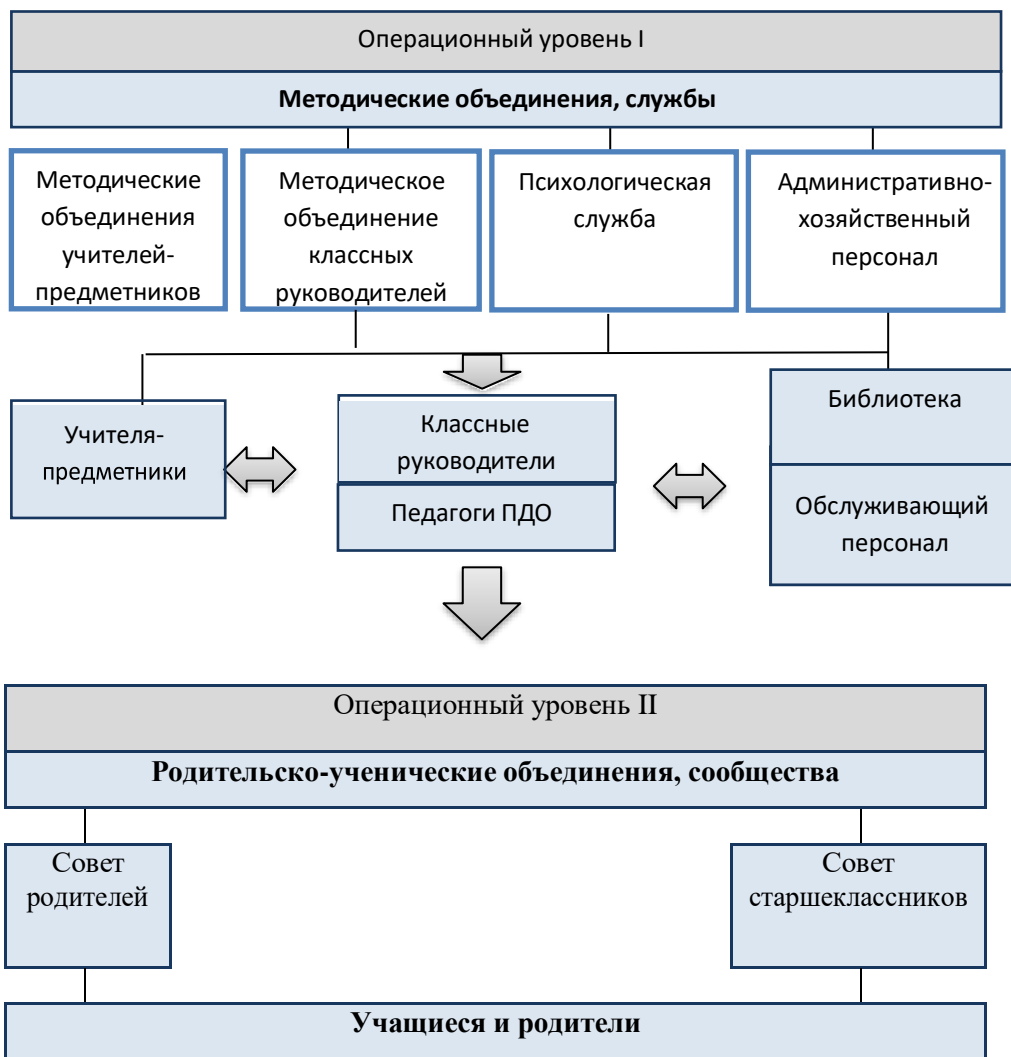 Операционный уровень I
Методические объединения, службы
Методические
объединения
учителей-
предметников
Методическое
объединение
классных
руководителей
Психологическая
служба
Административно-
хозяйственный
персонал
Учителя-
предметники
Классные
руководители
Педагоги ПДО
Библиотека
Обслуживающий
персонал
Операционный уровень II
Родительско-ученические объединения, сообщества
Совет
родителей
Совет
старшеклассников
Учащиеся и родители